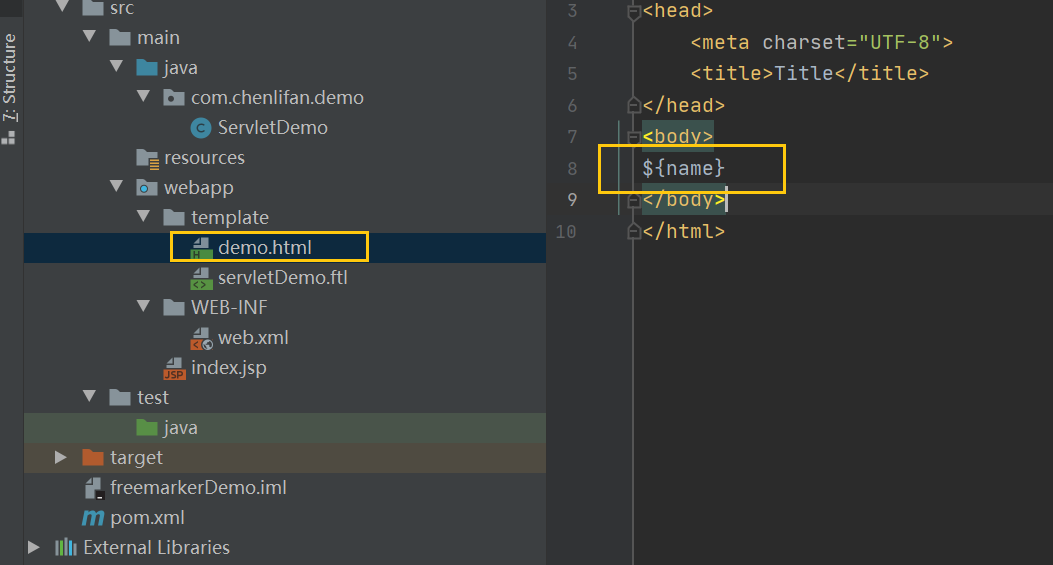 7: Structure
src
main
java
com.chenlifan.demo
ServletDemo
resources
webapp
template
demo.html
servletDemo.ftl
WEB-INF
web.xml
JSP index.jsp
test
java
target
freemarkerDemo.iml
pom.xml
External Libraries
3 <head>
4 <meta charset="UTF-8">
5 <title>Title</title>
6 </head>
7 <body>
8 ${name}
9 </body>
10 </html>